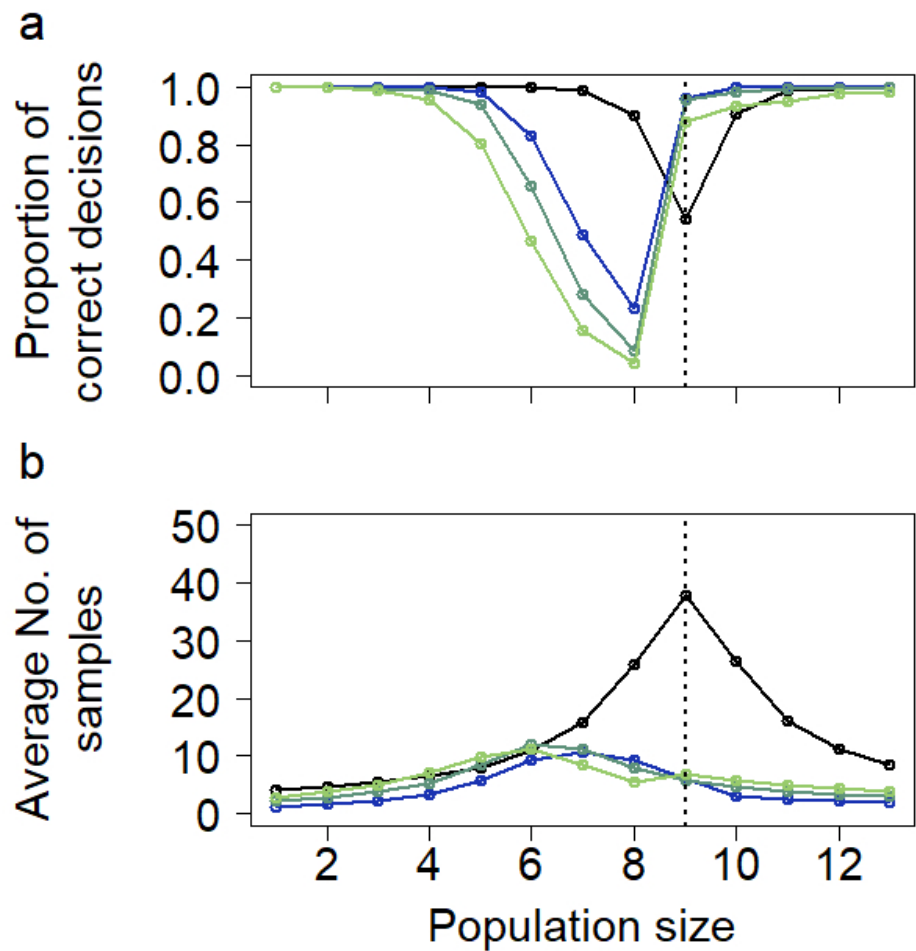 a
Proportion of
correct decisions
1.0
0.8
0.6
0.4
0.2
0.0
b
Average No. of
samples
50
40
30
20
10
0
2 4 6 8 10 12
Population size